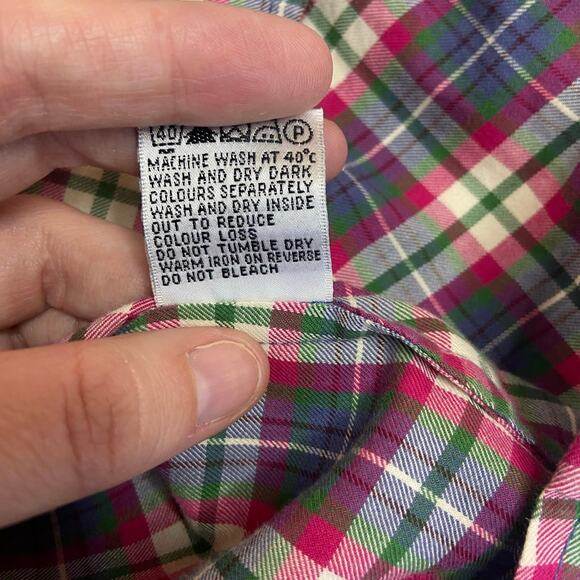 40 P
MACHINE WASH AT 40°C
WASH AND DRY DARK
COLOURS SEPARATELY
WASH AND DRY INSIDE
OUT TO REDUCE
COLOUR LOSS
DO NOT TUMBLE DRY
WARM IRON ON REVERSE
DO NOT BLEACH